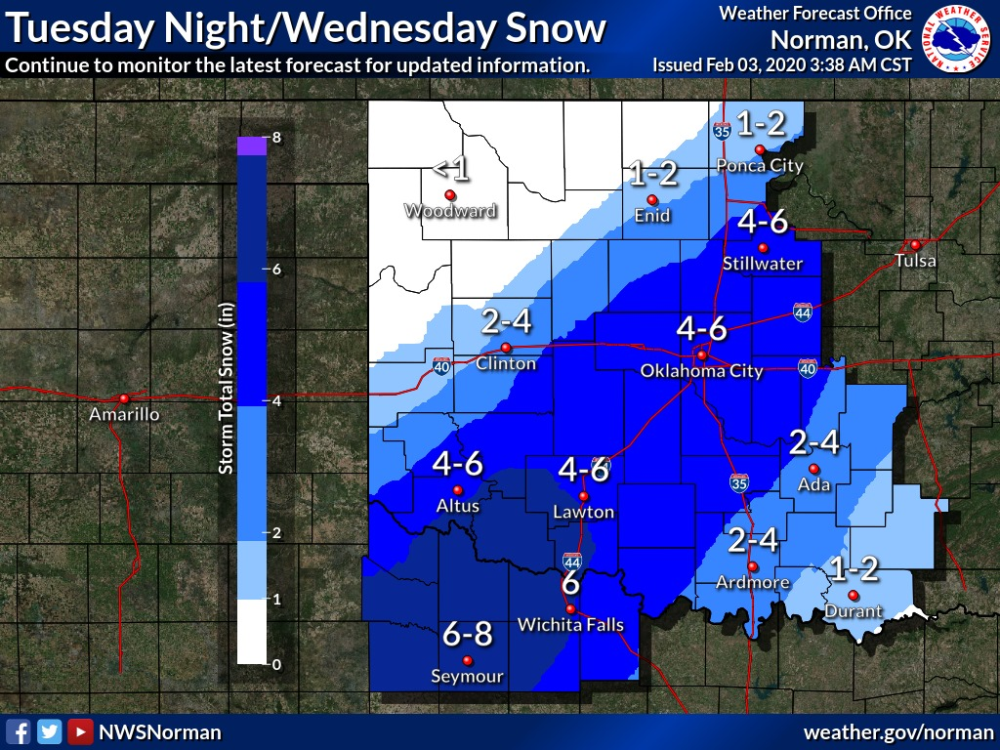 Tuesday Night/Wednesday Snow
Continue to monitor the latest forecast for updated information.
Weather Forecast Office
Norman, OK
Issued Feb 03, 2020 3:38 AM CST
NATIONAL WEATHER SERVICE
Storm Total Snow (in)
8
6
4
2
1
0
35
1-2
Ponca City
<1
Woodward
1-2
Enid
4-6
Stillwater
Tulsa
44
2-4
Clinton
40
4-6
Oklahoma City
40
Amarillo
4-6
Altus
4-6
Lawton
2-4
Ada
35
2-4
Ardmore
1-2
Durant
44
6
Wichita Falls
6-8
Seymour
NWSNorman
weather.gov/norman